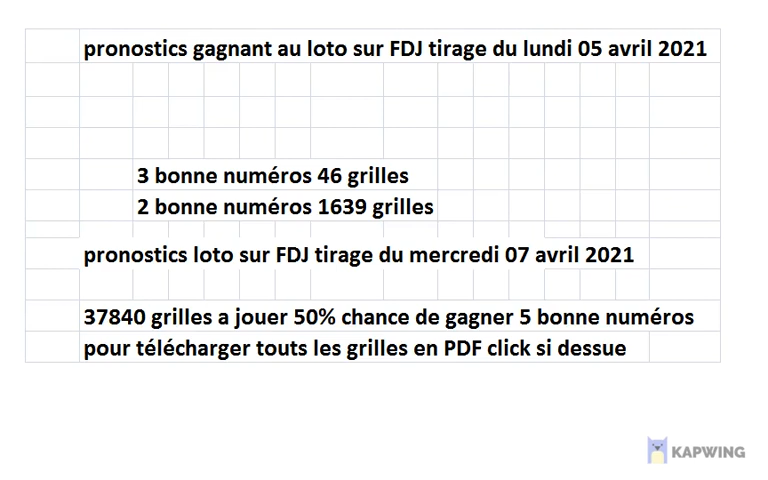 pronostics gagnant au loto sur FDJ tirage du lundi 05 avril 2021
3 bonne numéros 46 grilles
2 bonne numéros 1639 grilles
pronostics loto sur FDJ tirage du mercredi 07 avril 2021
37840 grilles a jouer 50% chance de gagner 5 bonne numéros
pour télécharger touts les grilles en PDF click si dessue
KAPWING